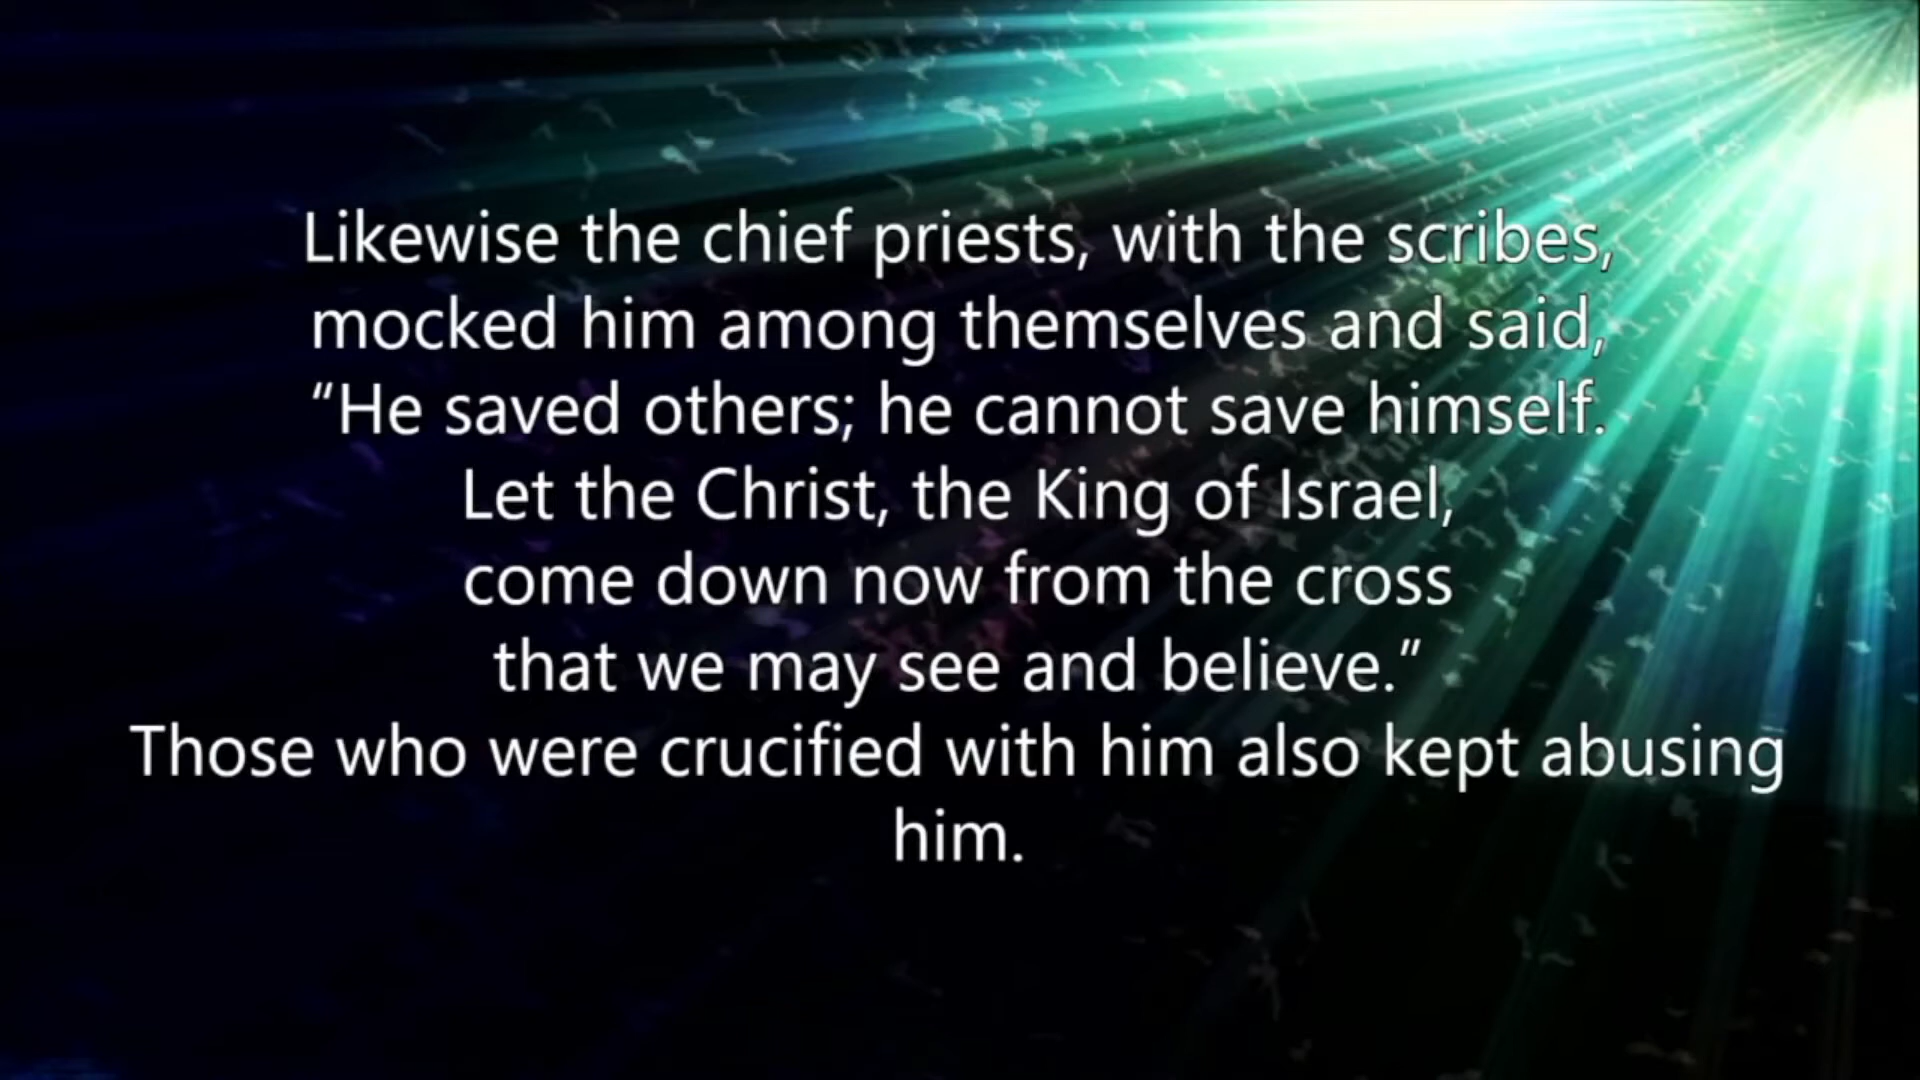 Likewise the chief priests, with the scribes,
mocked him among themselves and said,
“He saved others; he cannot save himself.
Let the Christ, the King of Israel,
come down now from the cross
that we may see and believe.”
Those who were crucified with him also kept abusing
him.